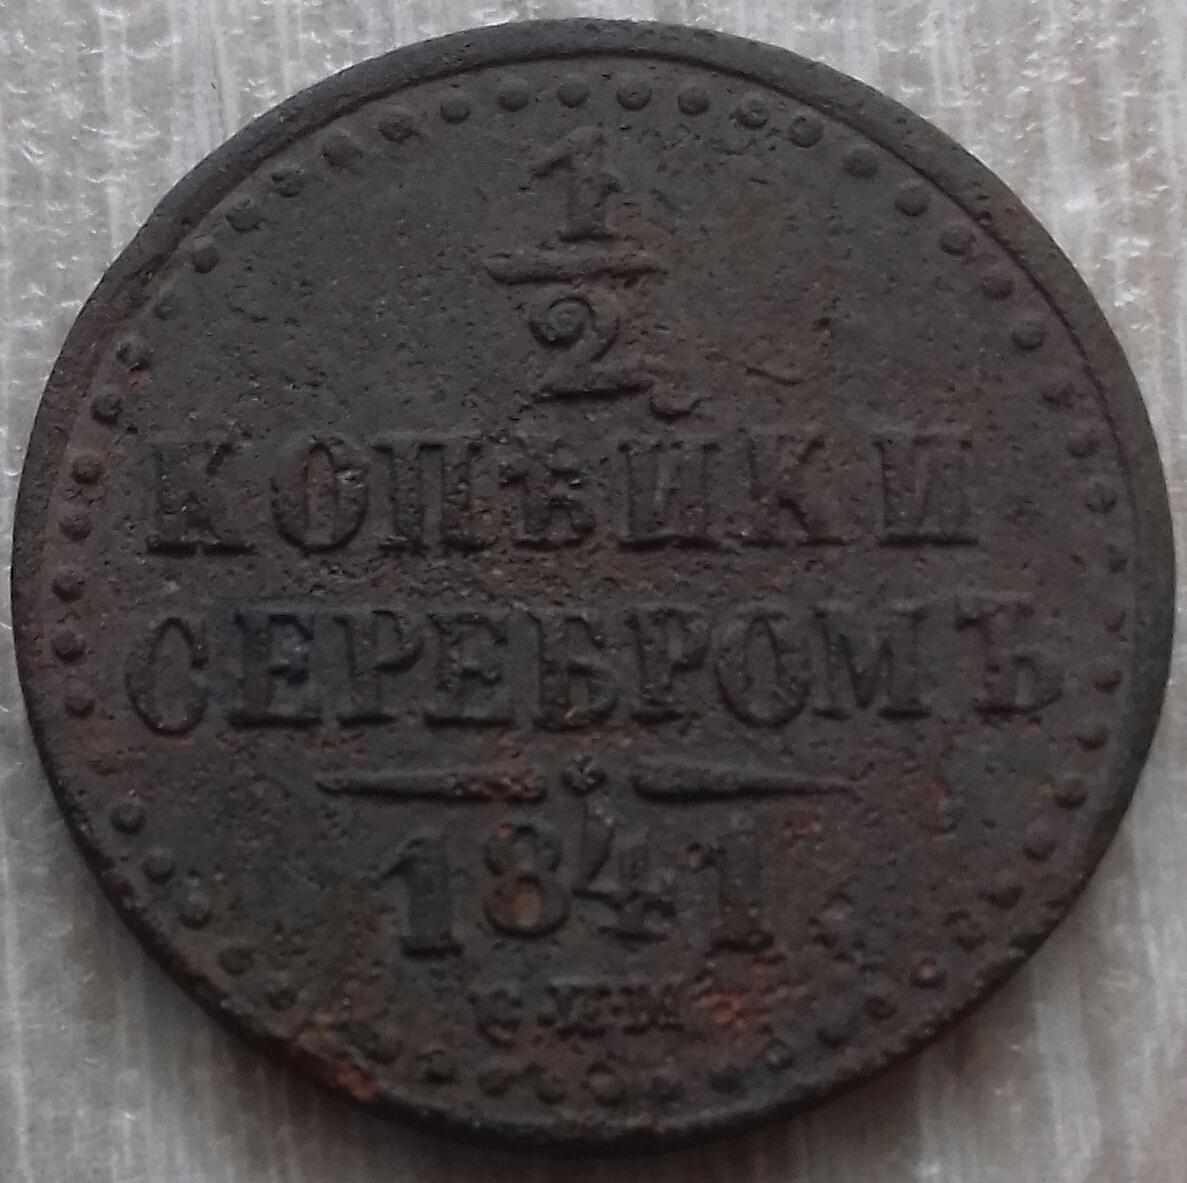 1/2
КОПѢЙКИ
СЕРЕБРОМЪ
1841.
С.П.М.